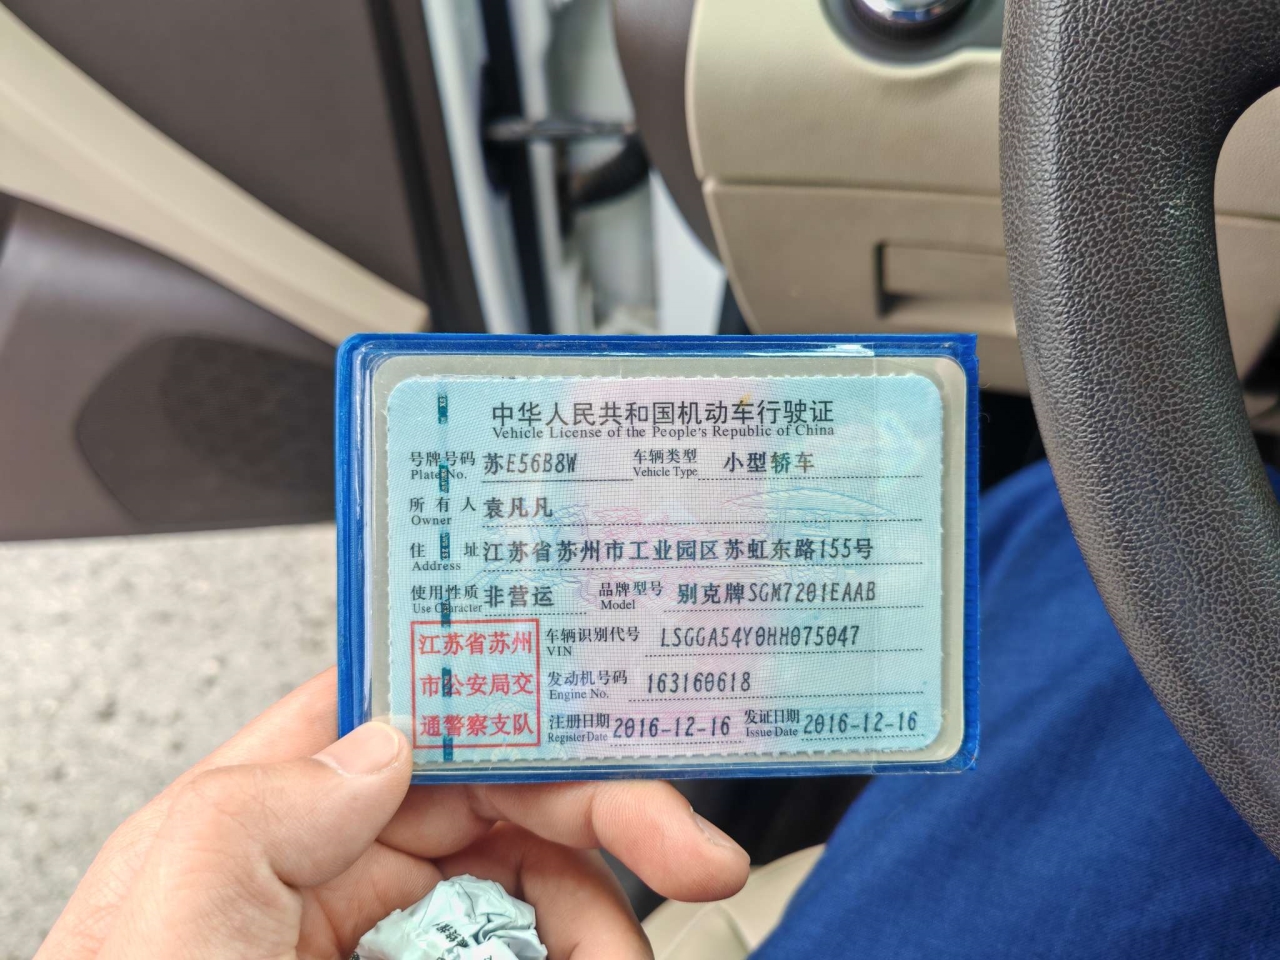 中华人民共和国机动车行驶证
Vehicle License of the People's Republic of China
号牌号码 苏E56B8W 车辆类型 小型轿车
Plate No. Vehicle Type
所有人 袁凡凡
Owner
住址 江苏省苏州市工业园区苏虹东路155号
Address
使用性质 非营运 品牌型号 别克牌SGM7201EAAB
Use Character Model
江苏省苏州
市公安局交
通警察支队
车辆识别代号 LSGGA54Y0HH075047
VIN
发动机号码 163160618
Engine No.
注册日期 2016-12-16 发证日期 2016-12-16
Register Date Issue Date